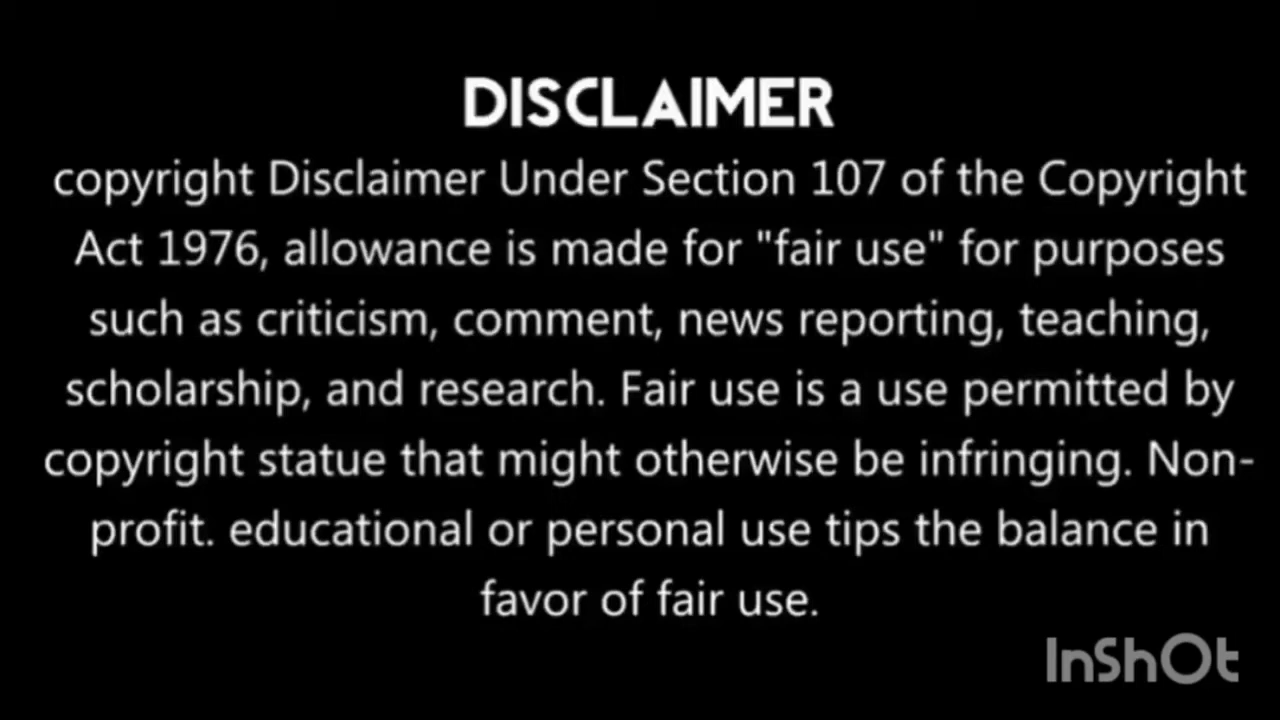 DISCLAIMER
copyright Disclaimer Under Section 107 of the Copyright
Act 1976, allowance is made for "fair use" for purposes
such as criticism, comment, news reporting, teaching,
scholarship, and research. Fair use is a use permitted by
copyright statue that might otherwise be infringing. Non-
profit. educational or personal use tips the balance in
favor of fair use.
InShOt